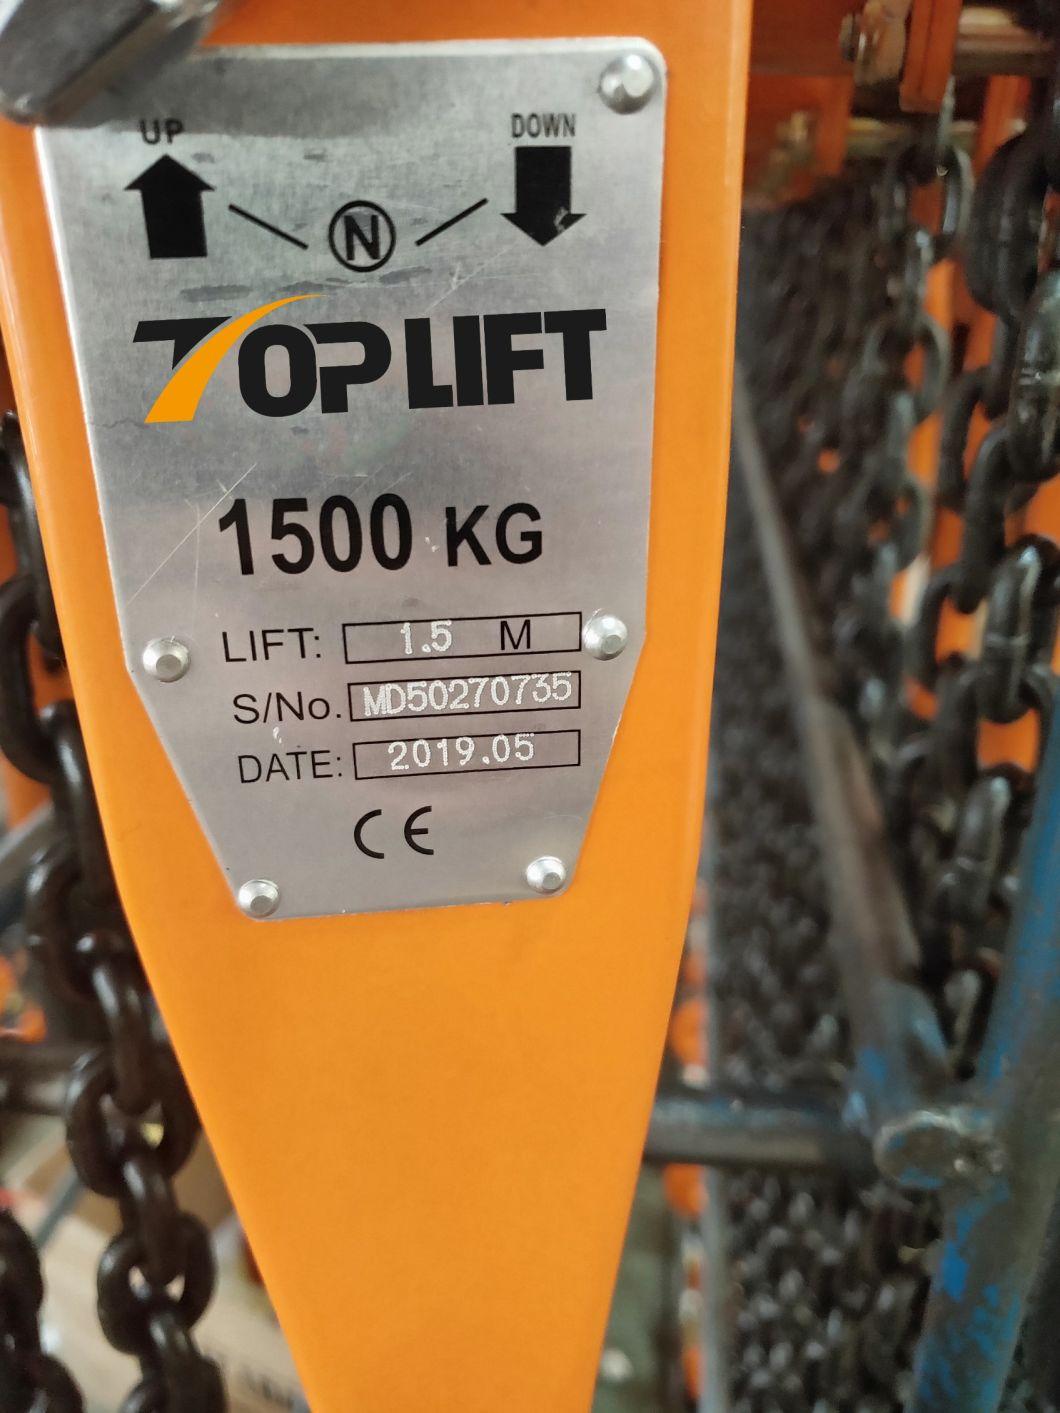 UP
DOWN
N
TOPLIFT
1500 KG
LIFT: 1.5 M
S/No. MD50270735
DATE: 2019.05
CE